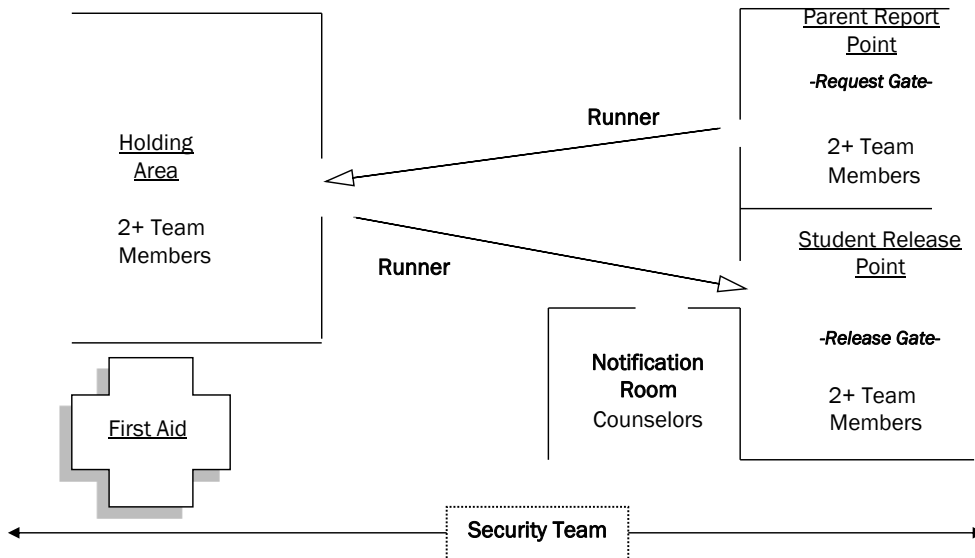 Parent Report
Point
-Request Gate-
2+ Team
Members
Runner
Holding
Area
2+ Team
Members
Runner
Student Release
Point
-Release Gate-
2+ Team
Members
Notification
Room
Counselors
First Aid
Security Team